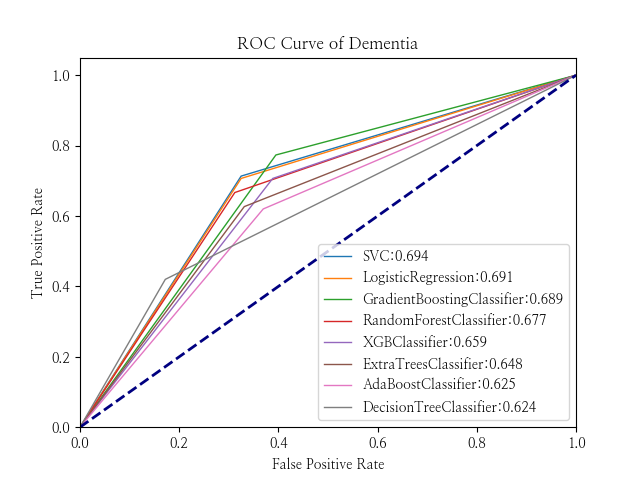 ROC Curve of Dementia
True Positive Rate
1.0
0.8
0.6
0.4
0.2
0.0
SVC:0.694
LogisticRegression:0.691
GradientBoostingClassifier:0.689
RandomForestClassifier:0.677
XGBClassifier:0.659
ExtraTreesClassifier:0.648
AdaBoostClassifier:0.625
DecisionTreeClassifier:0.624
0.0 0.2 0.4 0.6 0.8 1.0
False Positive Rate